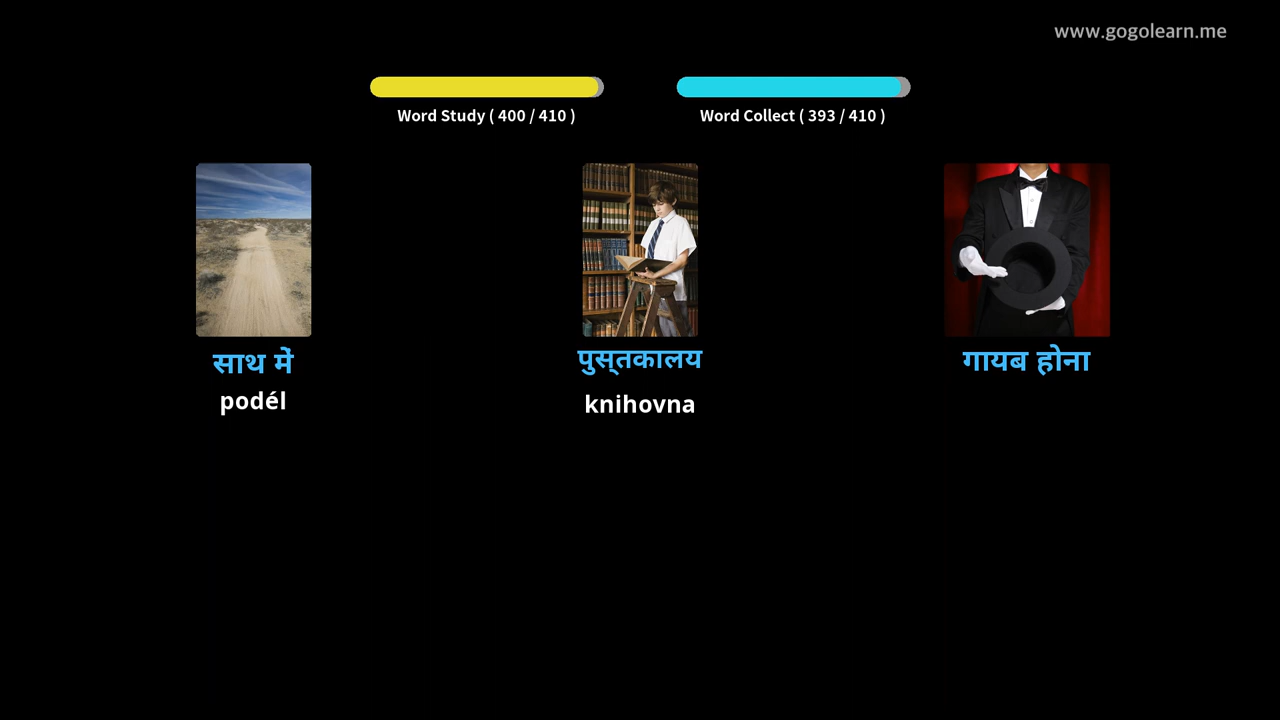 www.gogolearn.me
Word Study ( 400 / 410 )
Word Collect ( 393 / 410 )
साथ में
podél
पुस्तकालय
knihovna
गायब होना